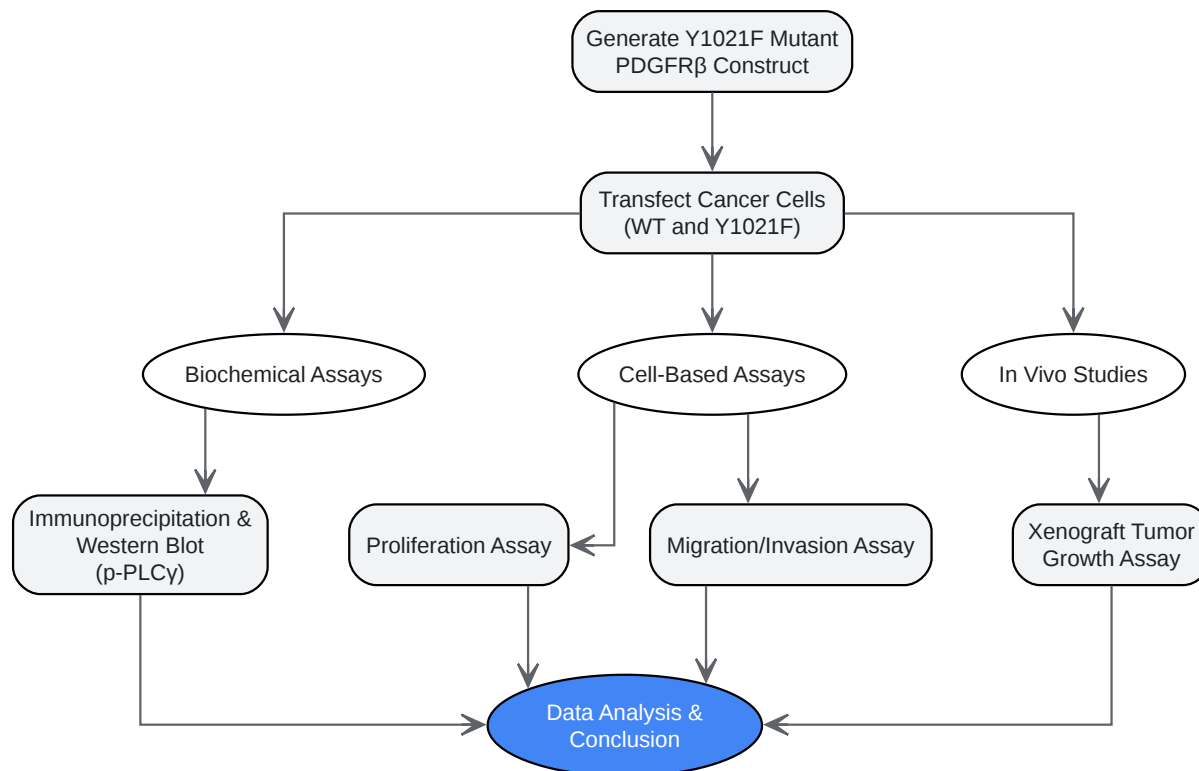 Generate Y1021F Mutant
PDGFRβ Construct
Transfect Cancer Cells
(WT and Y1021F)
Biochemical Assays
Cell-Based Assays
In Vivo Studies
Immunoprecipitation &
Western Blot
(p-PLCγ)
Proliferation Assay
Migration/Invasion Assay
Xenograft Tumor
Growth Assay
Data Analysis &
Conclusion